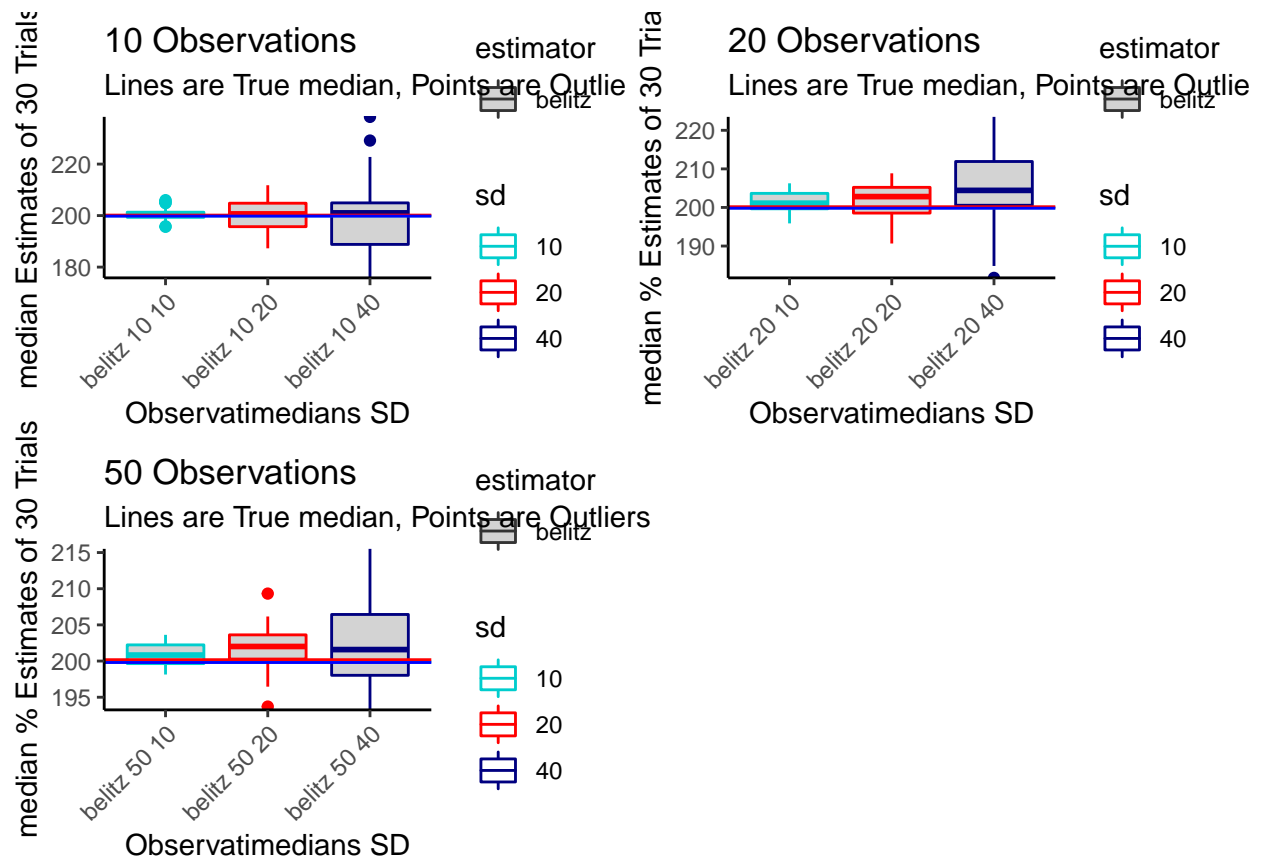 10 Observations
Lines are True median, Points are Outlie
median Estimates of 30 Trials
220
200
180
belitz 10 10
belitz 10 20
belitz 10 40
Observatimedians SD
estimator
belitz
sd
10
20
40
20 Observations
Lines are True median, Points are Outlie
median % Estimates of 30 Tria
220
210
200
190
belitz 20 10
belitz 20 20
belitz 20 40
Observatimedians SD
estimator
belitz
sd
10
20
40
50 Observations
Lines are True median, Points are Outliers
median % Estimates of 30 Trials
215
210
205
200
195
belitz 50 10
belitz 50 20
belitz 50 40
Observatimedians SD
estimator
belitz
sd
10
20
40